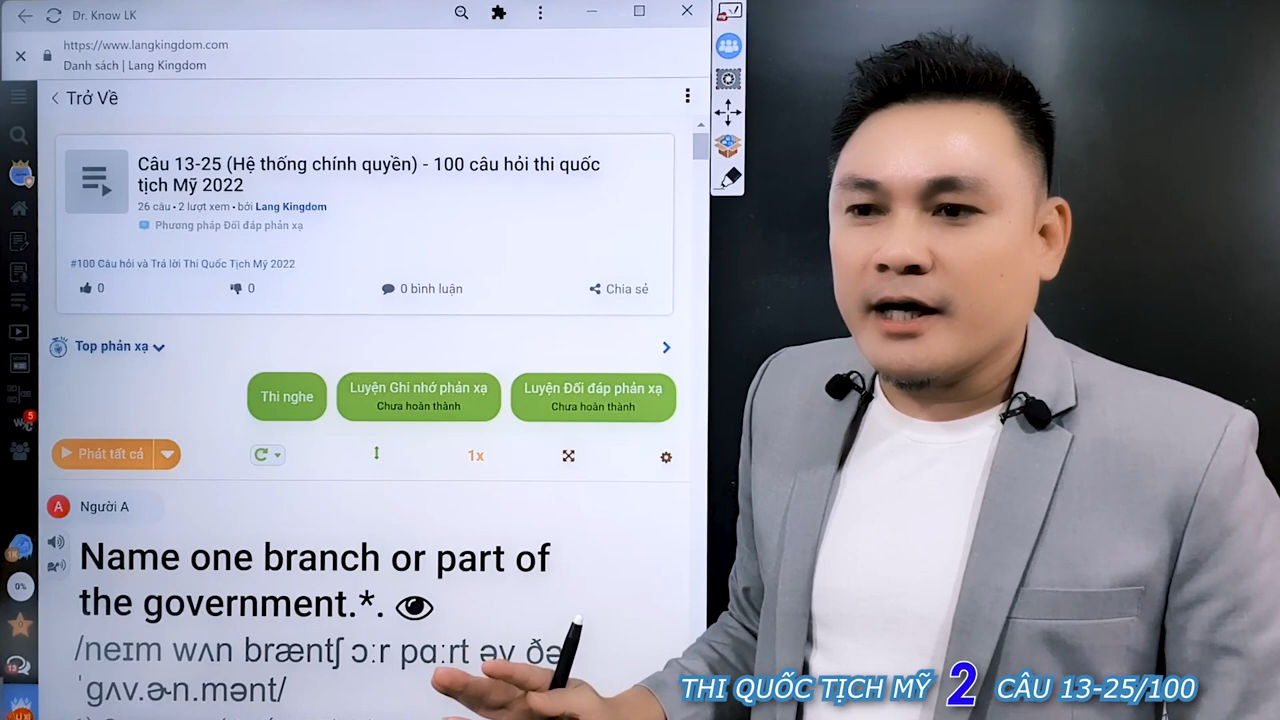 Dr. Know LK
https://www.langkingdom.com
Danh sách | Lang Kingdom
Trở Về
Câu 13-25 (Hệ thống chính quyền) - 100 câu hỏi thi quốc
tịch Mỹ 2022
26 câu • 2 lượt xem • bởi Lang Kingdom
Phương pháp Đối đáp phản xạ
#100 Câu hỏi và Trả lời Thi Quốc Tịch Mỹ 2022
0
0
0 bình luận
Chia sẻ
Top phản xạ
Thi nghe
Luyện Ghi nhớ phản xạ
Chưa hoàn thành
Luyện Đối đáp phản xạ
Chưa hoàn thành
Phát tất cả
1x
5
A Người A
Name one branch or part of
the government.*.
/neɪm wʌn bræntʃ ɔːr pɑːrt əv ðə
ˈɡʌv.ɚn.mənt/
1K
0%
13
THI QUỐC TỊCH MỸ 2 CÂU 13-25/100